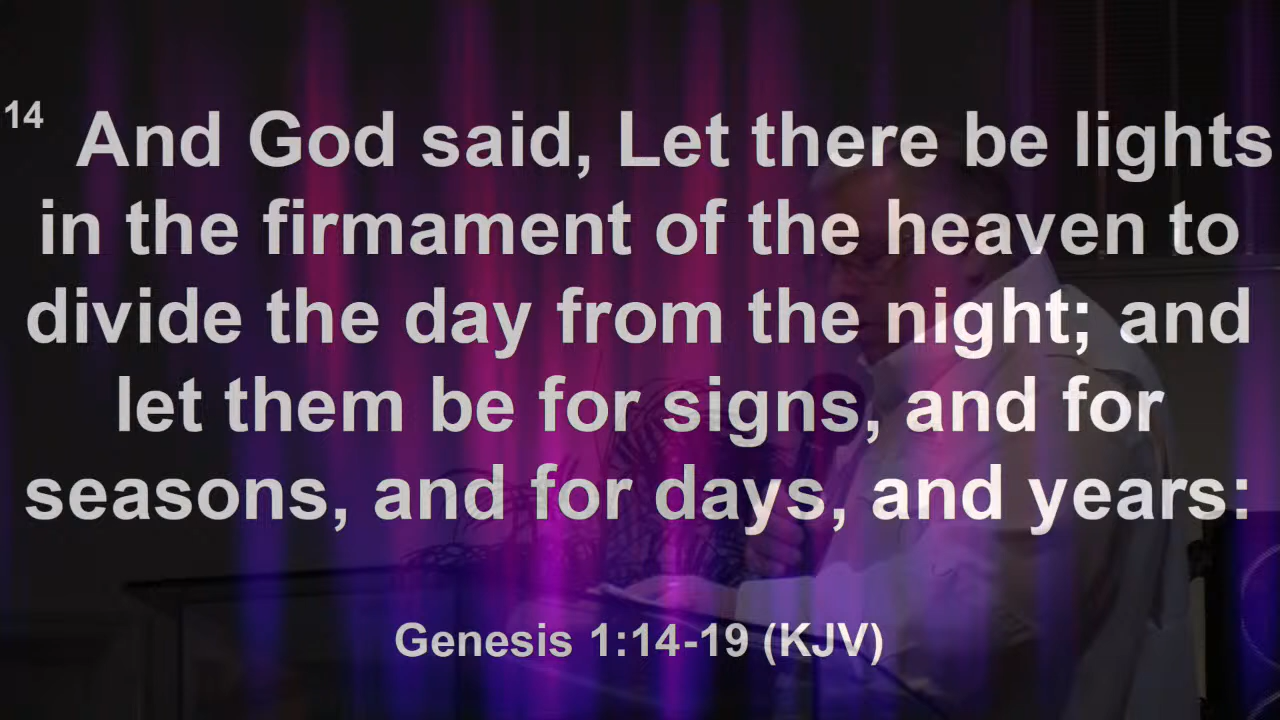 14 And God said, Let there be lights
in the firmament of the heaven to
divide the day from the night; and
let them be for signs, and for
seasons, and for days, and years:
Genesis 1:14-19 (KJV)